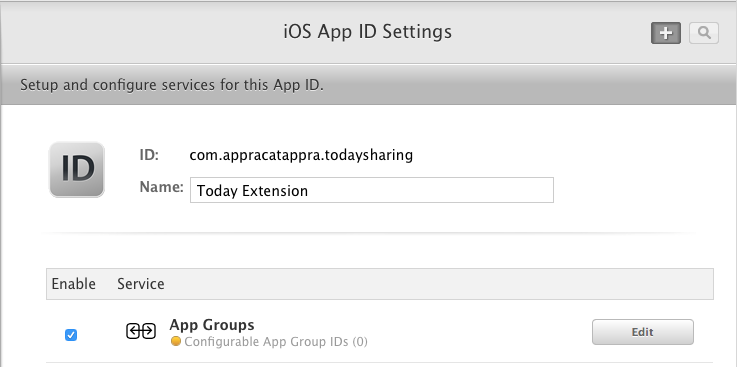 iOS App ID Settings
Setup and configure services for this App ID.
ID
ID: com.appracatappra.todaysharing
Name: Today Extension
Enable Service
App Groups
Configurable App Group IDs (0)
Edit